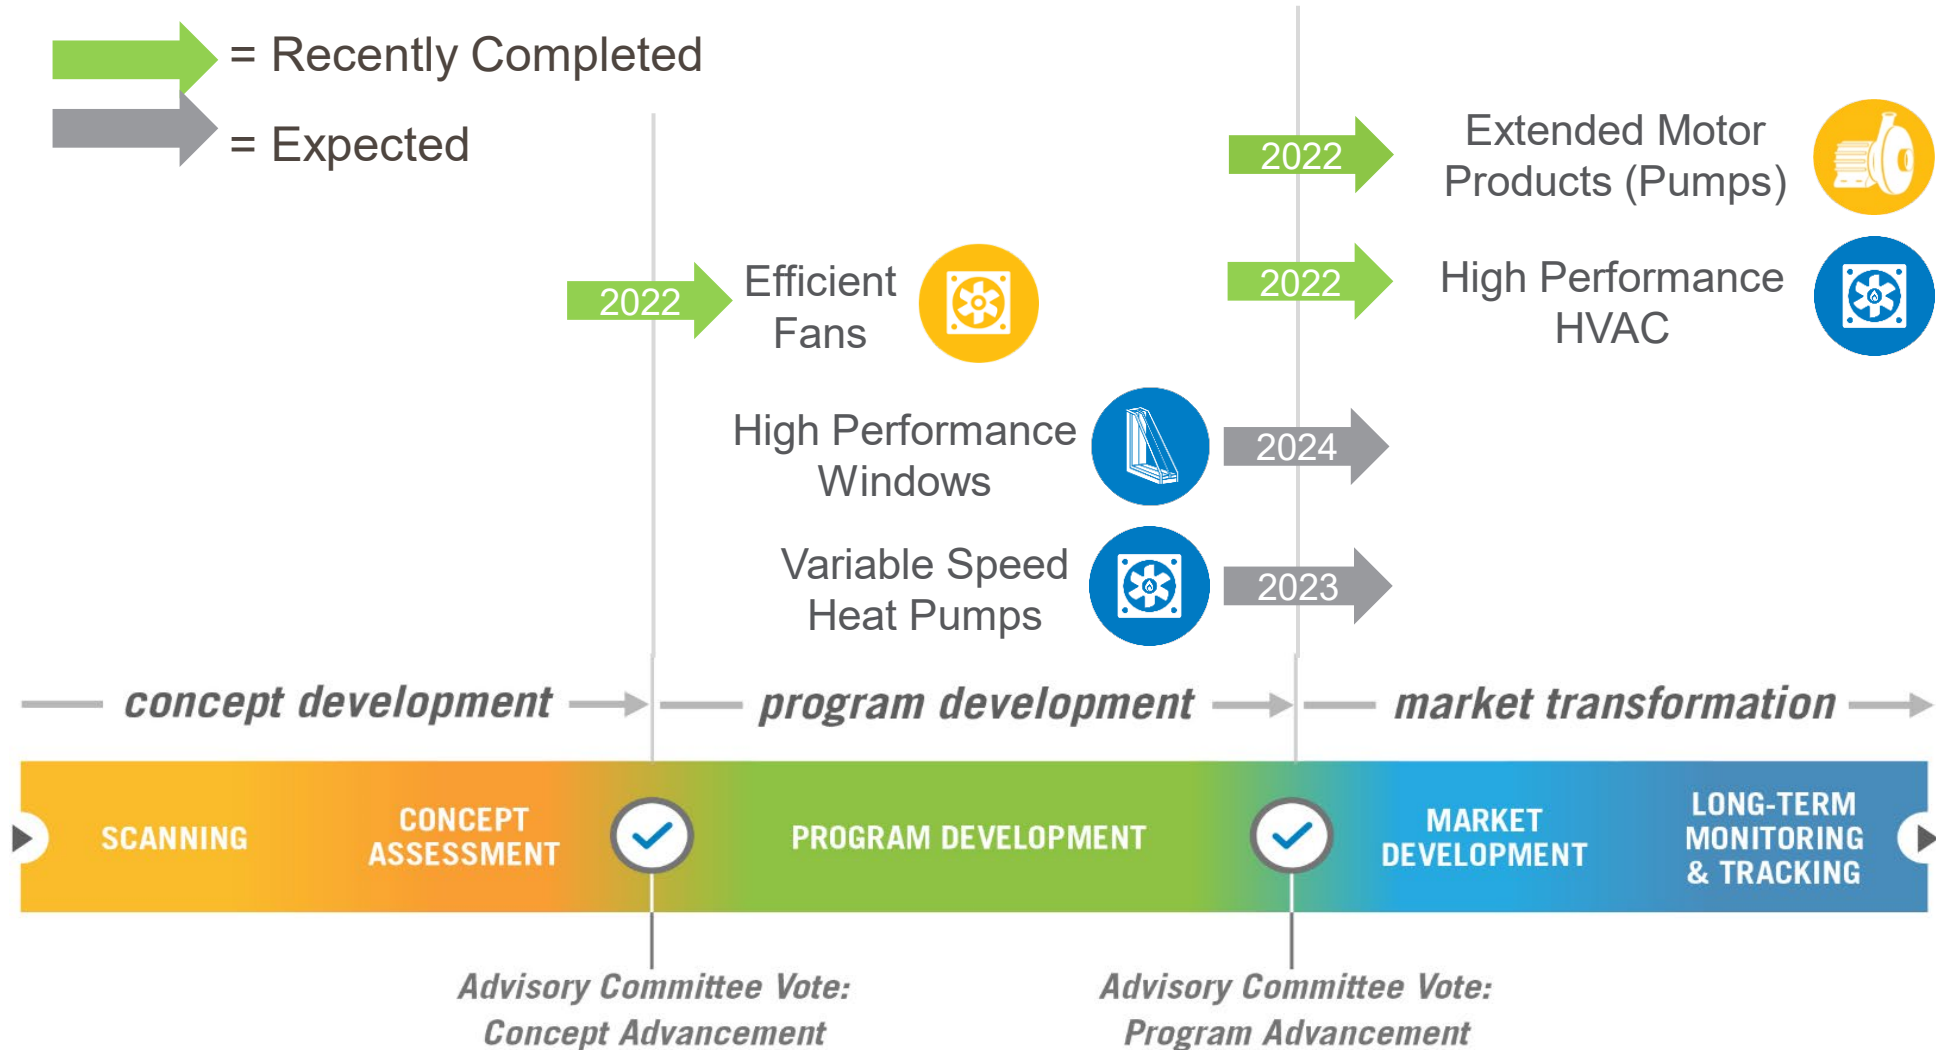 = Recently Completed
= Expected
2022
Extended Motor
Products (Pumps)
2022
Efficient
Fans
2022
High Performance
HVAC
High Performance
Windows
2024
Variable Speed
Heat Pumps
2023
concept development
program development
market transformation
SCANNING
CONCEPT
ASSESSMENT
PROGRAM DEVELOPMENT
MARKET
DEVELOPMENT
LONG-TERM
MONITORING
& TRACKING
Advisory Committee Vote:
Concept Advancement
Advisory Committee Vote:
Program Advancement